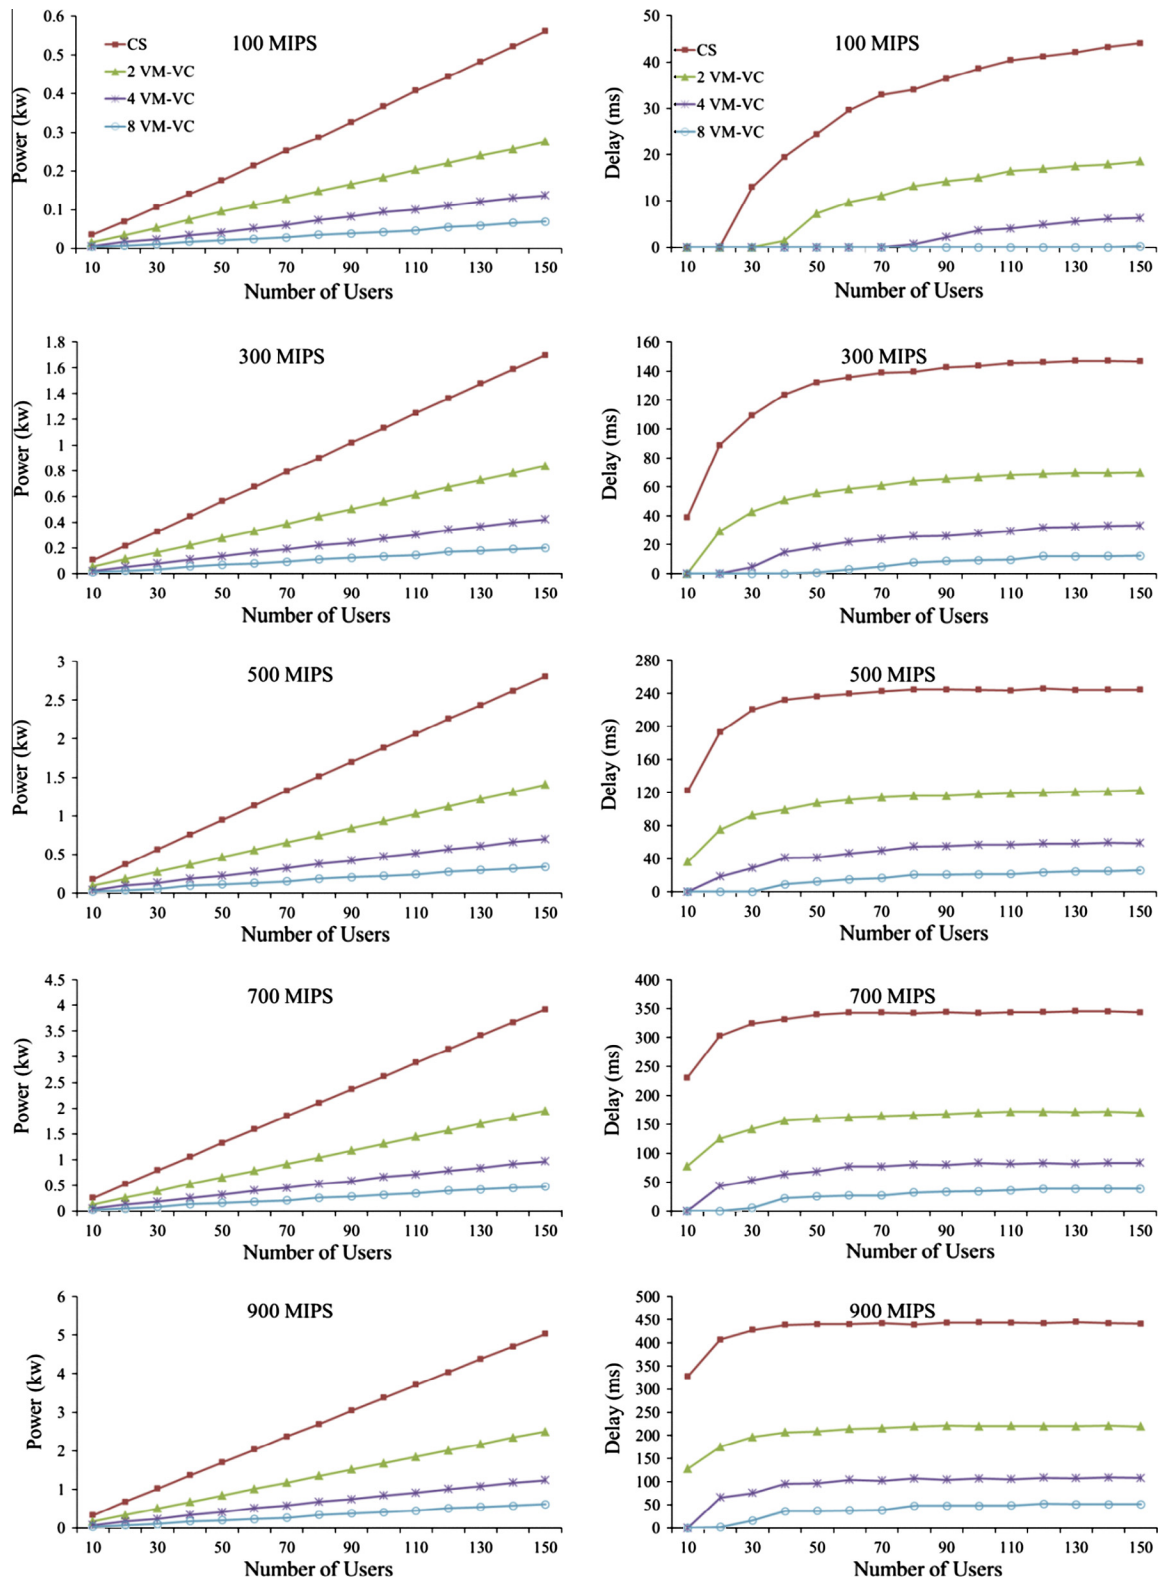 100 MIPS
CS
2 VM-VC
4 VM-VC
8 VM-VC
Power (kw)
0.6
0.5
0.4
0.3
0.2
0.1
0
10 30 50 70 90 110 130 150
Number of Users
100 MIPS
CS
2 VM-VC
4 VM-VC
8 VM-VC
Delay (ms)
50
40
30
20
10
0
10 30 50 70 90 110 130 150
Number of Users
300 MIPS
Power (kw)
1.8
1.6
1.4
1.2
1
0.8
0.6
0.4
0.2
0
10 30 50 70 90 110 130 150
Number of Users
300 MIPS
Delay (ms)
160
140
120
100
80
60
40
20
0
10 30 50 70 90 110 130 150
Number of Users
500 MIPS
Power (kw)
3
2.5
2
1.5
1
0.5
0
10 30 50 70 90 110 130 150
Number of Users
500 MIPS
Delay (ms)
280
240
200
160
120
80
40
0
10 30 50 70 90 110 130 150
Number of Users
700 MIPS
Power (kw)
4.5
4
3.5
3
2.5
2
1.5
1
0.5
0
10 30 50 70 90 110 130 150
Number of Users
700 MIPS
Delay (ms)
400
350
300
250
200
150
100
50
0
10 30 50 70 90 110 130 150
Number of Users
900 MIPS
Power (kw)
6
5
4
3
2
1
0
10 30 50 70 90 110 130 150
Number of Users
900 MIPS
Delay (ms)
500
450
400
350
300
250
200
150
100
50
0
10 30 50 70 90 110 130 150
Number of Users